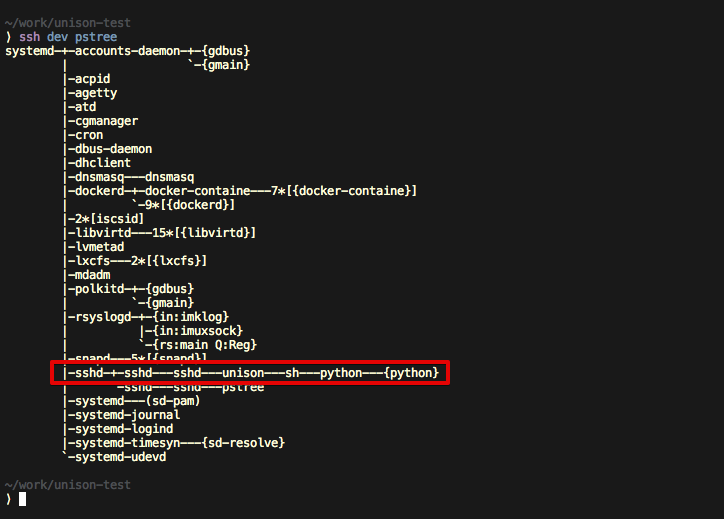 ~/work/unison-test
) ssh dev pstree
systemd-+-accounts-daemon-+-{gdbus}
        |                 `-{gmain}
        |-acpid
        |-agetty
        |-atd
        |-cgmanager
        |-cron
        |-dbus-daemon
        |-dhclient
        |-dnsmasq---dnsmasq
        |-dockerd-+-docker-containe---7*[{docker-containe}]
        |         `-9*[{dockerd}]
        |-2*[iscsid]
        |-libvirtd---15*[{libvirtd}]
        |-lvmetad
        |-lxcfs---2*[{lxcfs}]
        |-mdadm
        |-polkitd-+-{gdbus}
        |         `-{gmain}
        |-rsyslogd-+-{in:imklog}
        |          |-{in:imuxsock}
        |          `-{rs:main Q:Reg}
        |-snapd---5*[{snapd}]
        |-sshd-+-sshd---sshd---unison---sh---python---{python}
        |      `-sshd---sshd---pstree
        |-systemd---(sd-pam)
        |-systemd-journal
        |-systemd-logind
        |-systemd-timesyn---{sd-resolve}
        `-systemd-udevd
~/work/unison-test
)